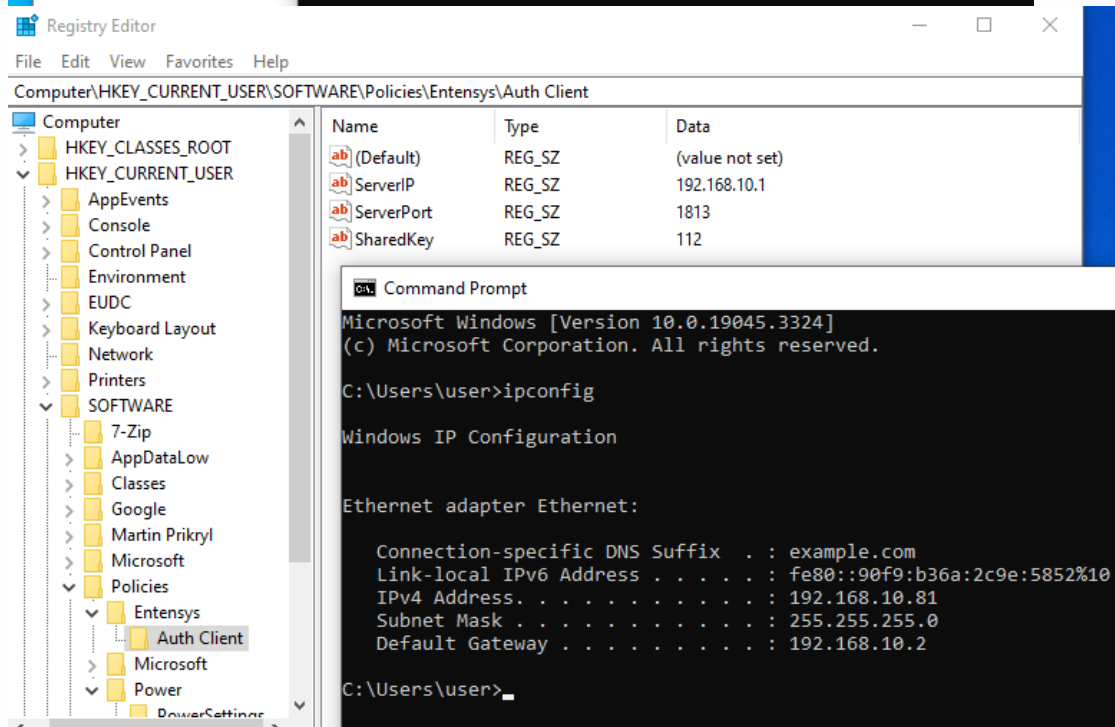 Registry Editor
File Edit View Favorites Help
Computer\HKEY_CURRENT_USER\SOFTWARE\Policies\Entensys\Auth Client
Computer
HKEY_CLASSES_ROOT
HKEY_CURRENT_USER
AppEvents
Console
Control Panel
Environment
EUDC
Keyboard Layout
Network
Printers
SOFTWARE
7-Zip
AppDataLow
Classes
Google
Martin Prikryl
Microsoft
Policies
Entensys
Auth Client
Microsoft
Power
PowerSettings
Name Type Data
(Default) REG_SZ (value not set)
ServerIP REG_SZ 192.168.10.1
ServerPort REG_SZ 1813
SharedKey REG_SZ 112
Command Prompt
Microsoft Windows [Version 10.0.19045.3324]
(c) Microsoft Corporation. All rights reserved.
C:\Users\user>ipconfig
Windows IP Configuration
Ethernet adapter Ethernet:
Connection-specific DNS Suffix . : example.com
Link-local IPv6 Address . . . . . : fe80::90f9:b36a:2c9e:5852%10
IPv4 Address. . . . . . . . . . . : 192.168.10.81
Subnet Mask . . . . . . . . . . . : 255.255.255.0
Default Gateway . . . . . . . . . : 192.168.10.2
C:\Users\user>